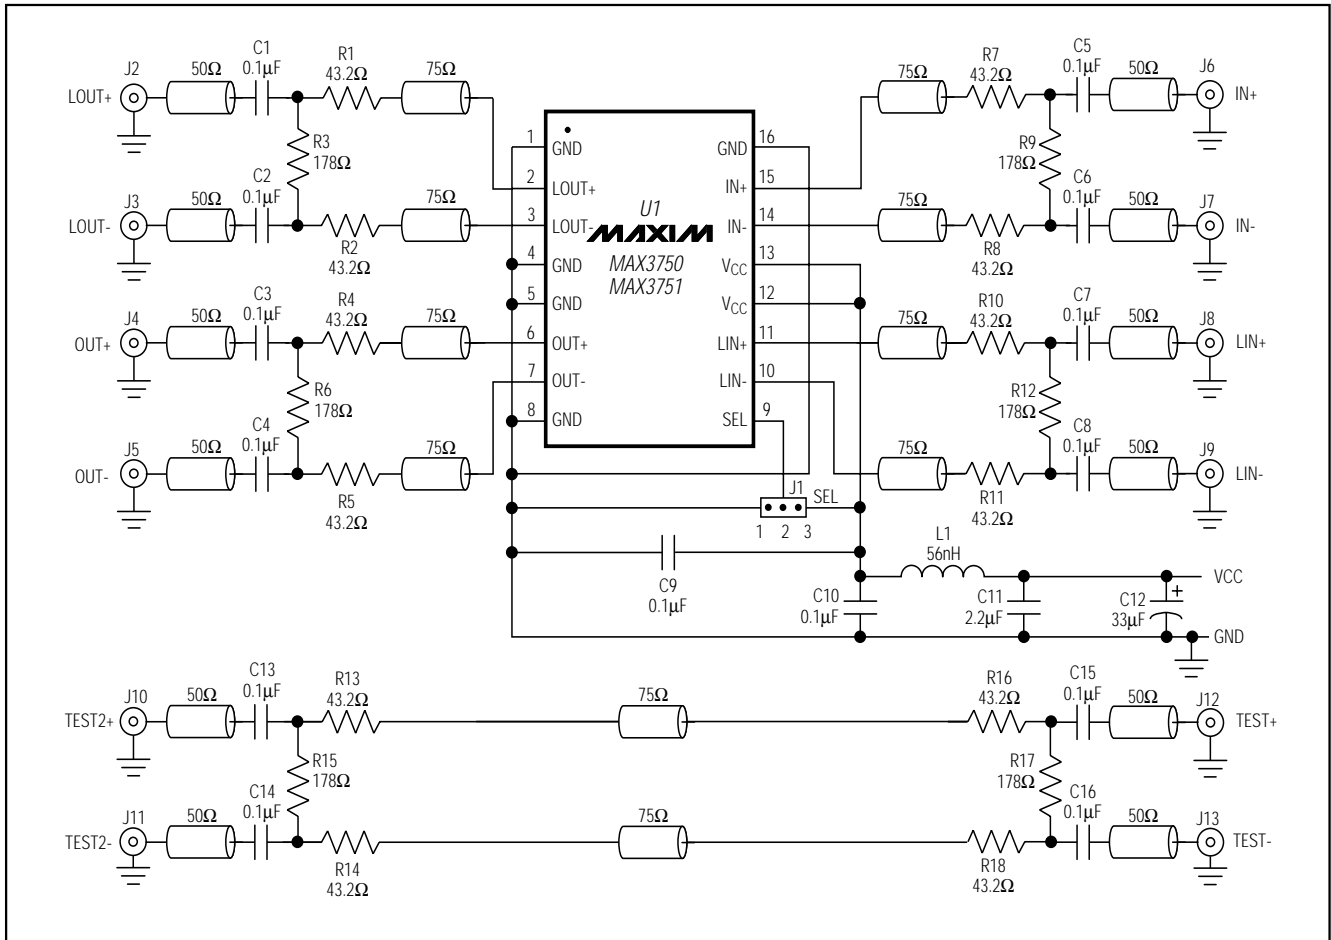 J2
LOUT+
50Ω
C1
0.1μF
R1
43.2Ω
75Ω
R3
178Ω
J3
LOUT-
50Ω
C2
0.1μF
R2
43.2Ω
75Ω
J4
OUT+
50Ω
C3
0.1μF
R4
43.2Ω
75Ω
R6
178Ω
J5
OUT-
50Ω
C4
0.1μF
R5
43.2Ω
75Ω
1
GND
2
LOUT+
3
LOUT-
4
GND
5
GND
6
OUT+
7
OUT-
8
GND
U1
MAXIM
MAX3750
MAX3751
16
GND
15
IN+
14
IN-
13
VCC
12
VCC
11
LIN+
10
LIN-
9
SEL
75Ω
R7
43.2Ω
C5
0.1μF
50Ω
J6
IN+
R9
178Ω
75Ω
R8
43.2Ω
C6
0.1μF
50Ω
J7
IN-
75Ω
R10
43.2Ω
C7
0.1μF
50Ω
J8
LIN+
R12
178Ω
75Ω
R11
43.2Ω
C8
0.1μF
50Ω
J9
LIN-
J1
SEL
1 2 3
C9
0.1μF
L1
56nH
VCC
C10
0.1μF
C11
2.2μF
C12
33μF
+
GND
J10
TEST2+
50Ω
C13
0.1μF
R13
43.2Ω
75Ω
R16
43.2Ω
C15
0.1μF
50Ω
J12
TEST+
R15
178Ω
R17
178Ω
J11
TEST2-
50Ω
C14
0.1μF
R14
43.2Ω
75Ω
R18
43.2Ω
C16
0.1μF
50Ω
J13
TEST-